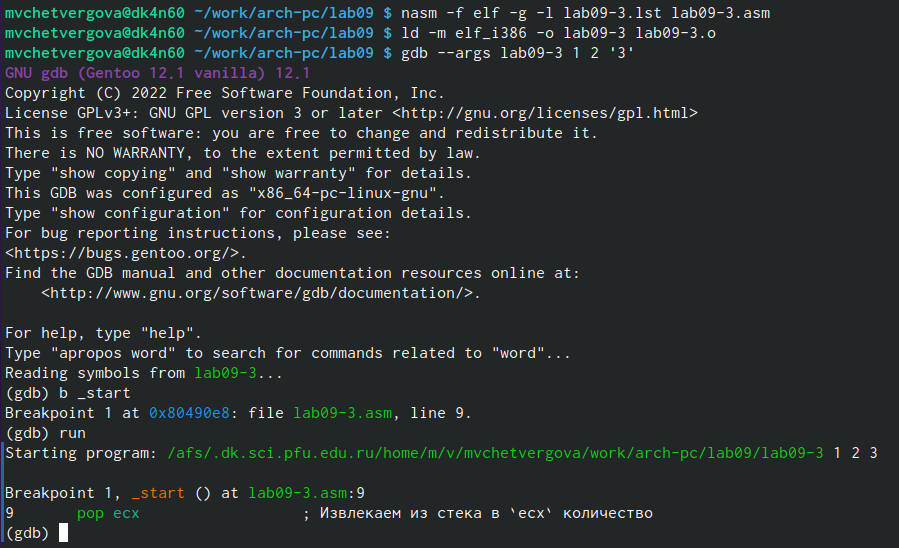 mvchetvergova@dk4n60 ~/work/arch-pc/lab09 $ nasm -f elf -g -l lab09-3.lst lab09-3.asm
mvchetvergova@dk4n60 ~/work/arch-pc/lab09 $ ld -m elf_i386 -o lab09-3 lab09-3.o
mvchetvergova@dk4n60 ~/work/arch-pc/lab09 $ gdb --args lab09-3 1 2 '3'
GNU gdb (Gentoo 12.1 vanilla) 12.1
Copyright (C) 2022 Free Software Foundation, Inc.
License GPLv3+: GNU GPL version 3 or later <http://gnu.org/licenses/gpl.html>
This is free software: you are free to change and redistribute it.
There is NO WARRANTY, to the extent permitted by law.
Type "show copying" and "show warranty" for details.
This GDB was configured as "x86_64-pc-linux-gnu".
Type "show configuration" for configuration details.
For bug reporting instructions, please see:
<https://bugs.gentoo.org/>.
Find the GDB manual and other documentation resources online at:
    <http://www.gnu.org/software/gdb/documentation/>.

For help, type "help".
Type "apropos word" to search for commands related to "word"...
Reading symbols from lab09-3...
(gdb) b _start
Breakpoint 1 at 0x80490e8: file lab09-3.asm, line 9.
(gdb) run
Starting program: /afs/.dk.sci.pfu.edu.ru/home/m/v/mvchetvergova/work/arch-pc/lab09/lab09-3 1 2 3

Breakpoint 1, _start () at lab09-3.asm:9
9       pop ecx                  ; Извлекаем из стека в `ecx` количество
(gdb)